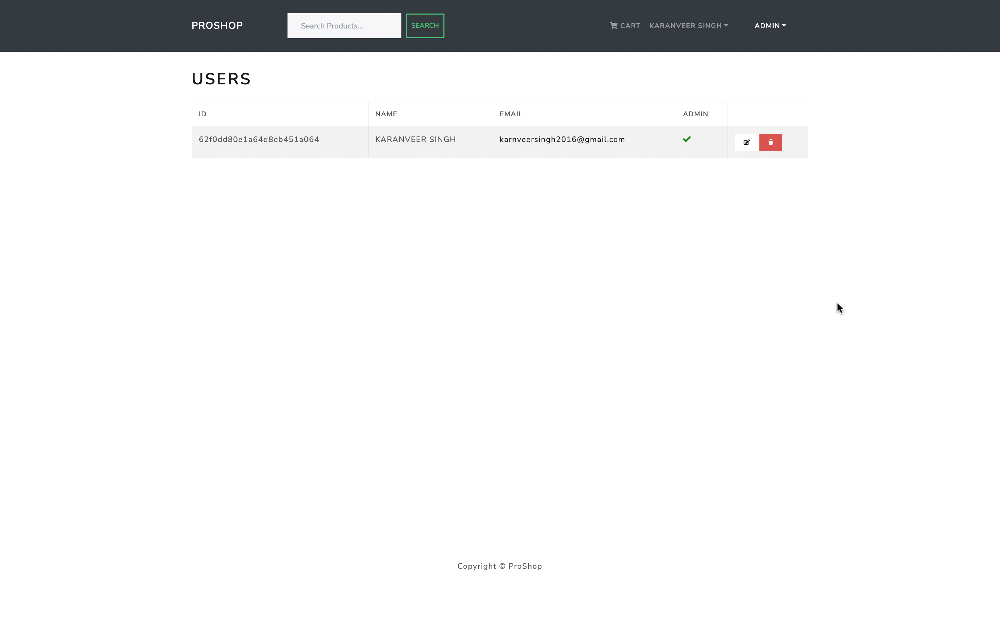 PROSHOP Search Products... SEARCH CART KARANVEER SINGH ADMIN
USERS
ID NAME EMAIL ADMIN
62f0dd80e1a64d8eb451a064 KARANVEER SINGH karnveersingh2016@gmail.com
Copyright © ProShop